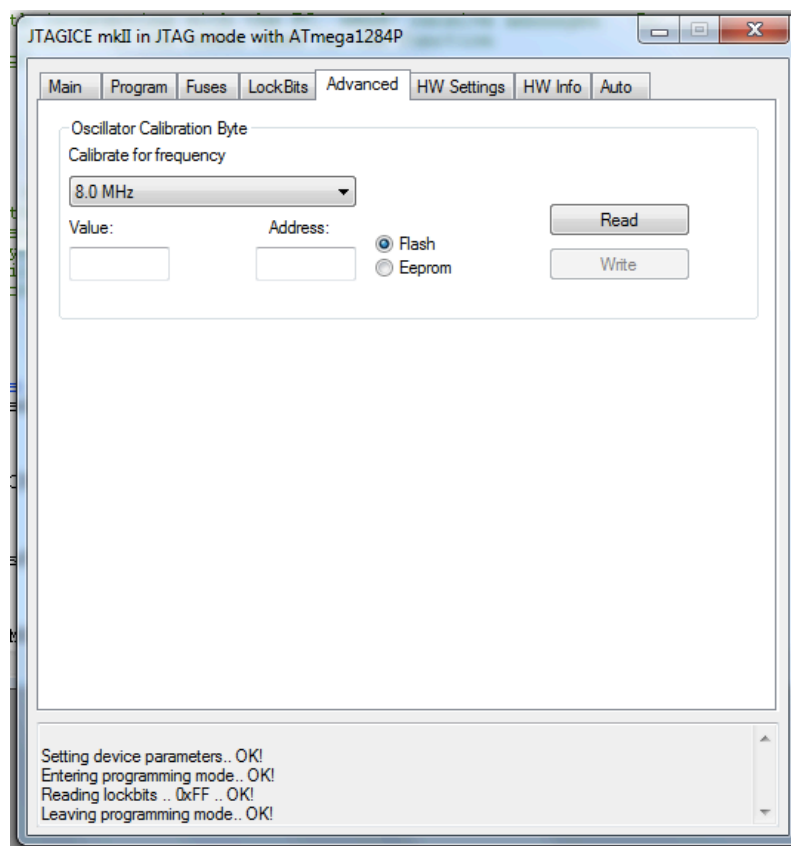 JTAGICE mkII in JTAG mode with ATmega1284P
Main Program Fuses LockBits Advanced HW Settings HW Info Auto
Oscillator Calibration Byte
Calibrate for frequency
8.0 MHz
Value: Address:
Flash
Eeprom
Read
Write
Setting device parameters.. OK!
Entering programming mode.. OK!
Reading lockbits .. 0xFF .. OK!
Leaving programming mode.. OK!